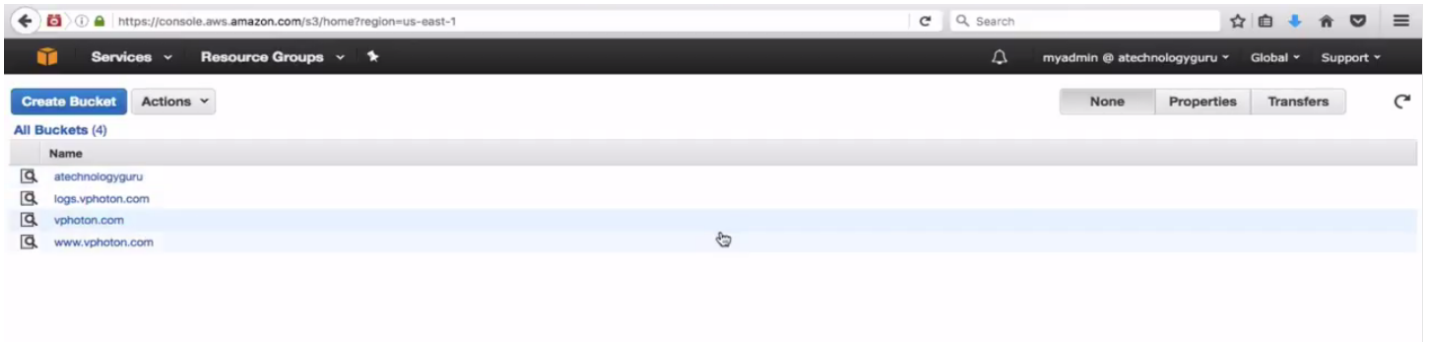 https://console.aws.amazon.com/s3/home?region=us-east-1 Search
Services Resource Groups myadmin @ atechnologyguru Global Support
Create Bucket Actions None Properties Transfers
All Buckets (4)
Name
atechnologyguru
logs.vphoton.com
vphoton.com
www.vphoton.com